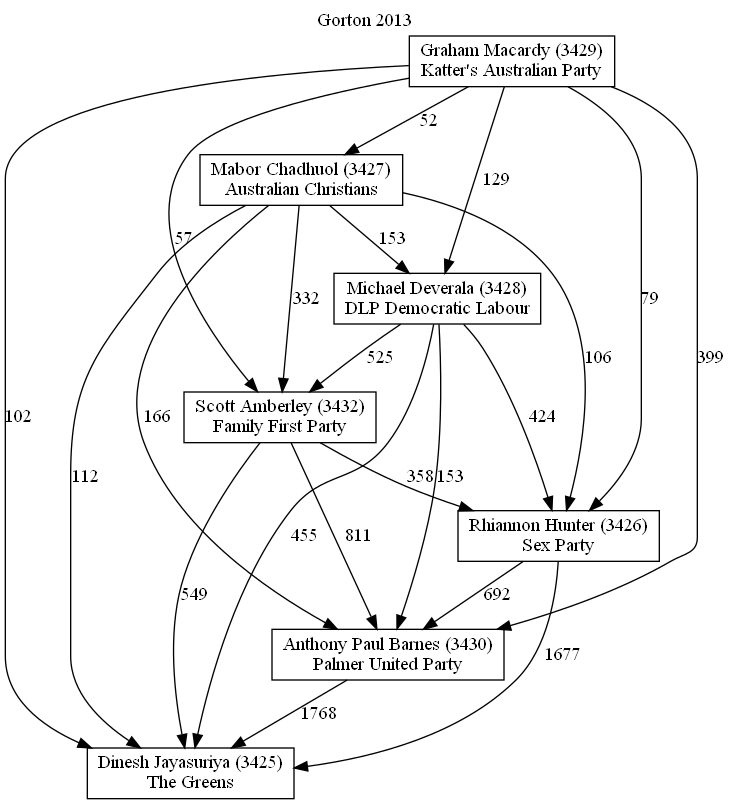 Gorton 2013
Graham Macardy (3429)
Katter's Australian Party
52
Mabor Chadhuol (3427)
Australian Christians
129
57
153
332
Michael Deverala (3428)
DLP Democratic Labour
79
106
399
525
Scott Amberley (3432)
Family First Party
102
166
424
112
358
153
Rhiannon Hunter (3426)
Sex Party
455
811
549
692
Anthony Paul Barnes (3430)
Palmer United Party
1677
1768
Dinesh Jayasuriya (3425)
The Greens